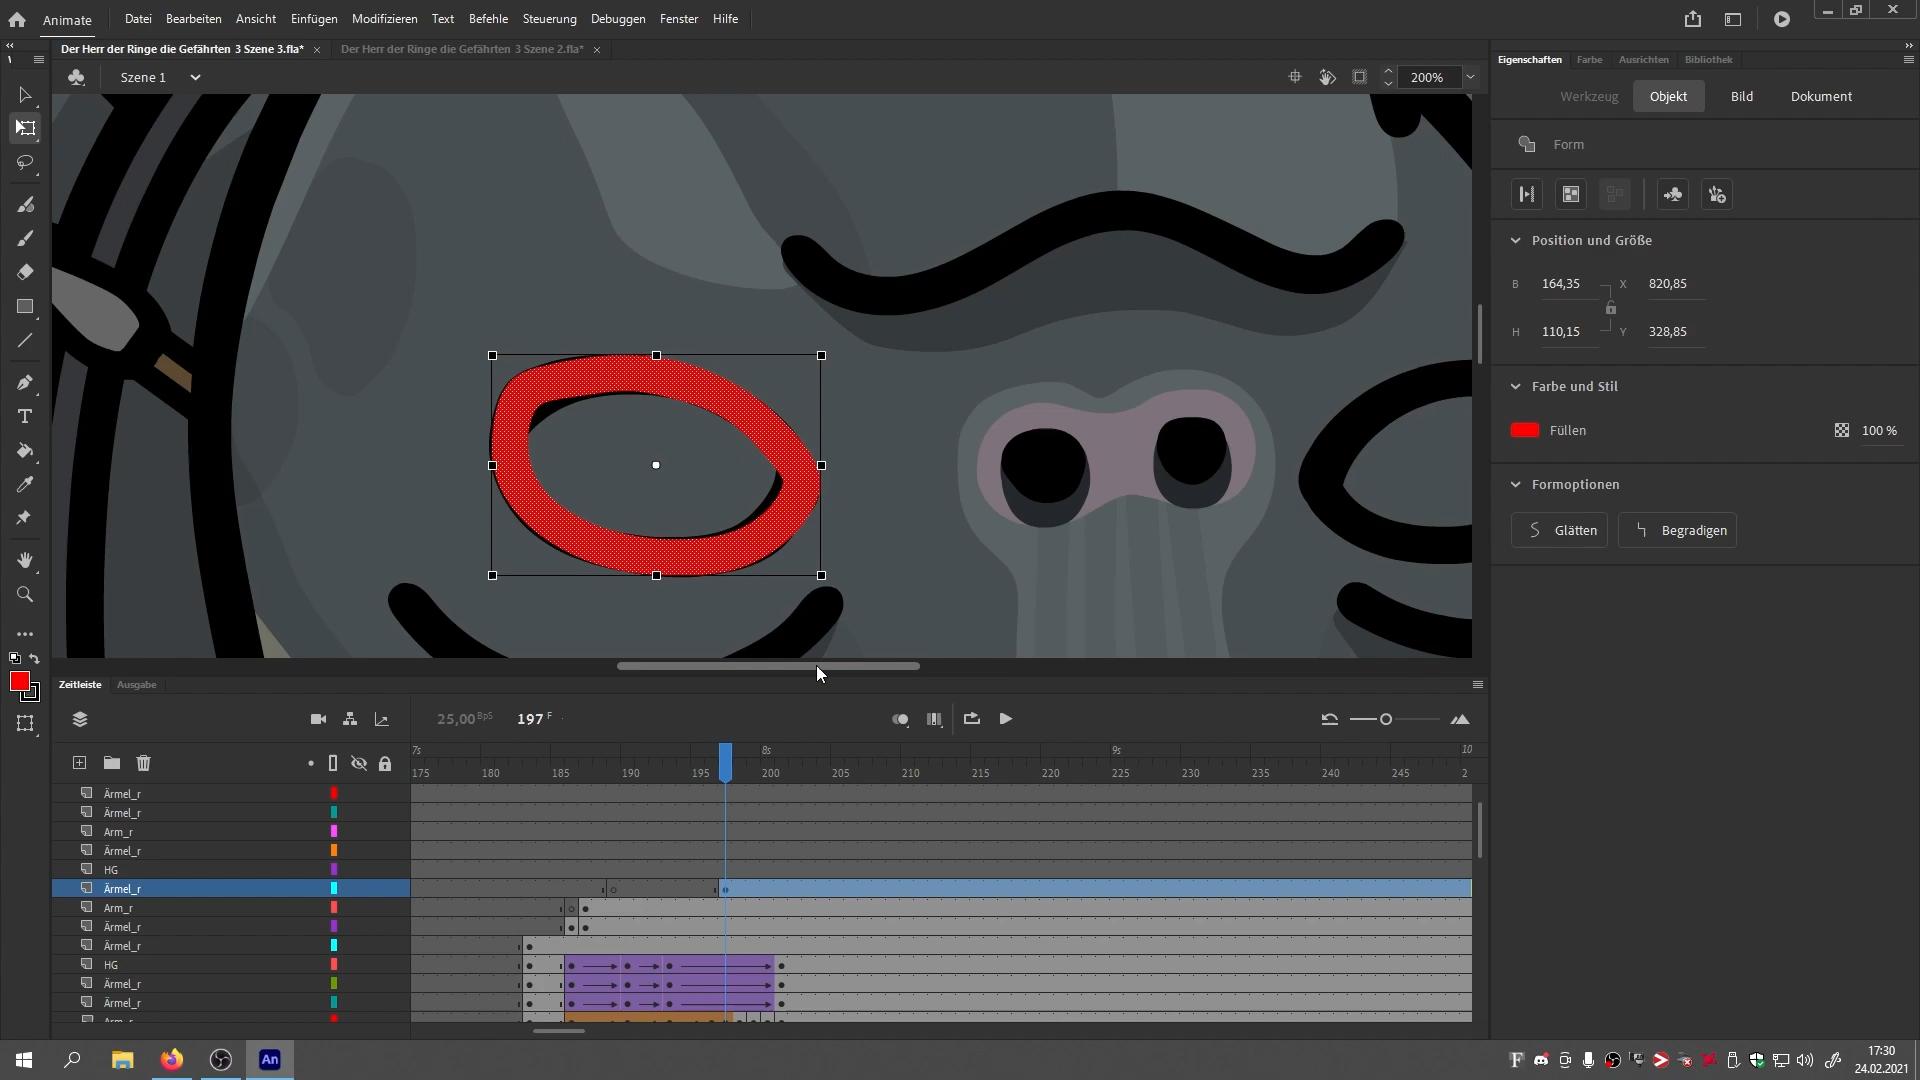 Animate
Datei Bearbeiten Ansicht Einfügen Modifizieren Text Befehle Steuerung Debuggen Fenster Hilfe
Der Herr der Ringe die Gefährten 3 Szene 3.fla* × Der Herr der Ringe die Gefährten 3 Szene 2.fla* ×
Szene 1
200%
Eigenschaften Farbe Ausrichten Bibliothek
Werkzeug Objekt Bild Dokument
Form
Position und Größe
B 164,35 X 820,85
H 110,15 Y 328,85
Farbe und Stil
Füllen 100 %
Formoptionen
Glätten Begradigen
Zeitleiste Ausgabe
25,00 BpS 197 F
7s 8s 9s 10
175 180 185 190 195 200 205 210 215 220 225 230 235 240 245 2
Ärmel_r
Ärmel_r
Arm_r
Ärmel_r
HG
Ärmel_r
Arm_r
Ärmel_r
Ärmel_r
HG
Ärmel_r
Ärmel_r
Arm_r
An
17:30
24.02.2021